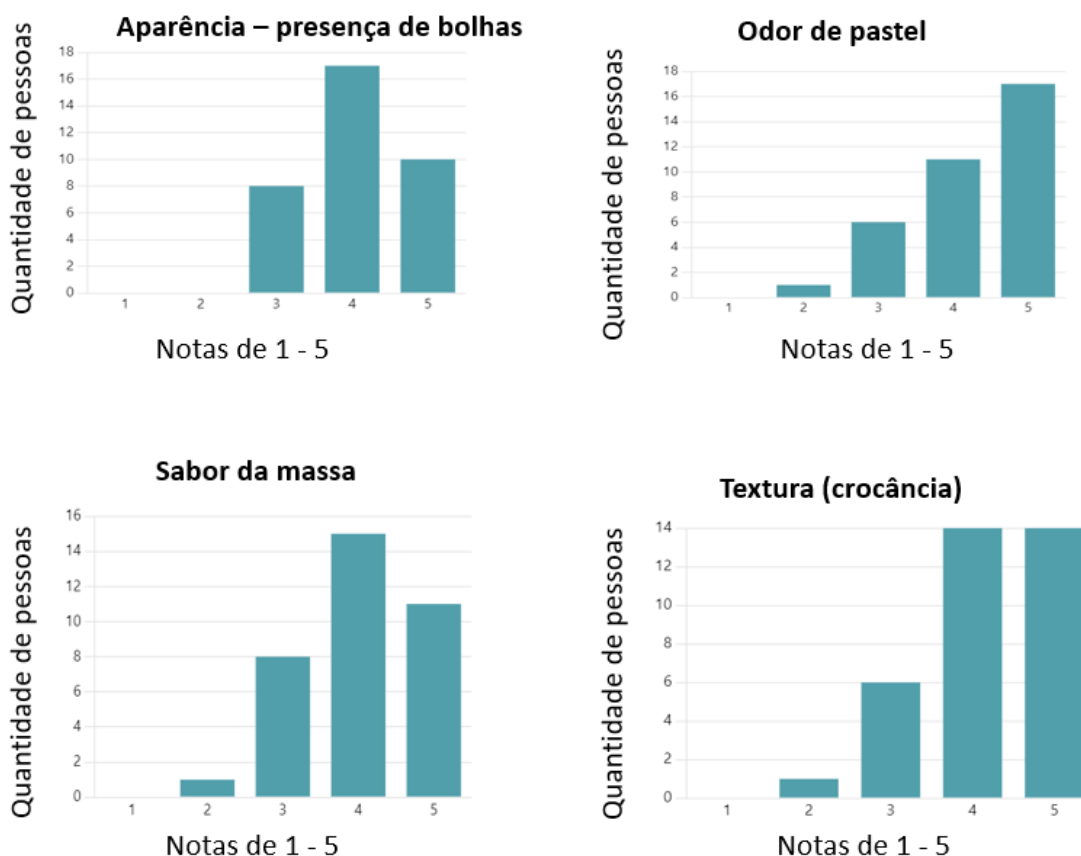 Aparência – presença de bolhas
Quantidade de pessoas
18
16
14
12
10
8
6
4
2
0
1 2 3 4 5
Notas de 1 - 5
Odor de pastel
Quantidade de pessoas
18
16
14
12
10
8
6
4
2
0
1 2 3 4 5
Notas de 1 - 5
Sabor da massa
Quantidade de pessoas
16
14
12
10
8
6
4
2
0
1 2 3 4 5
Notas de 1 - 5
Textura (crocância)
Quantidade de pessoas
14
12
10
8
6
4
2
0
1 2 3 4 5
Notas de 1 - 5